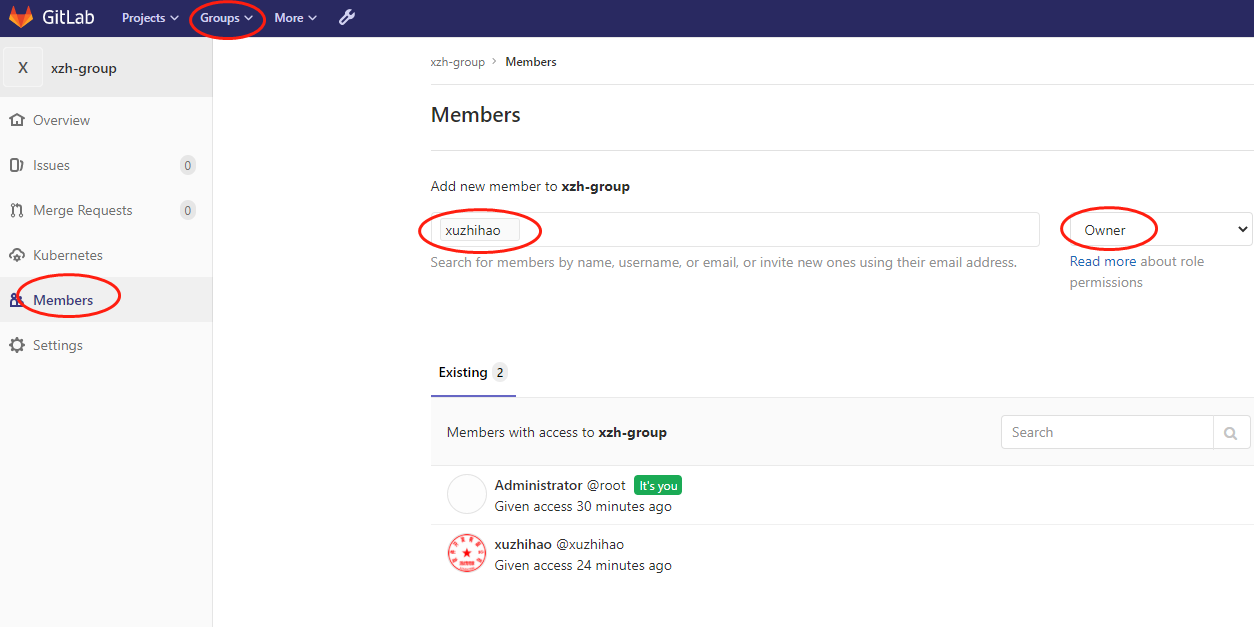 GitLab Projects Groups More
X xzh-group
Overview
Issues 0
Merge Requests 0
Kubernetes
Members
Settings
xzh-group > Members
Members
Add new member to xzh-group
xuzhihao
Owner
Search for members by name, username, or email, or invite new ones using their email address.
Read more about role
permissions
Existing 2
Members with access to xzh-group
Search
Administrator @root It's you
Given access 30 minutes ago
xuzhihao @xuzhihao
Given access 24 minutes ago